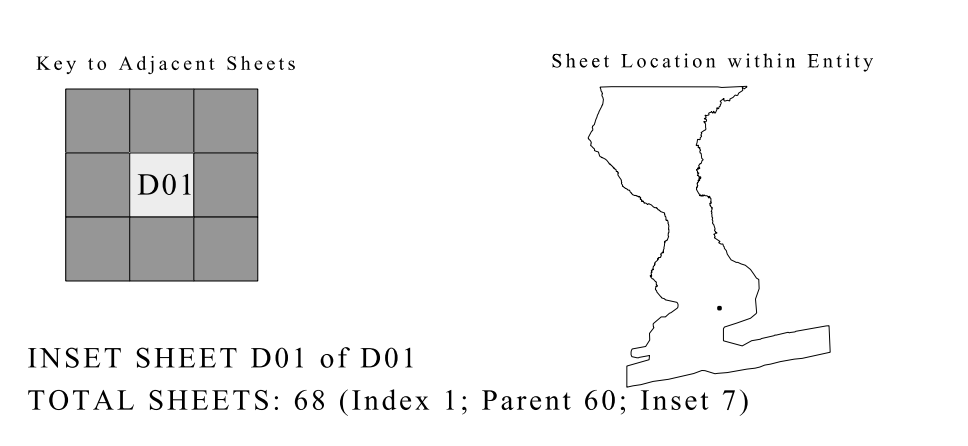 Key to Adjacent Sheets
Sheet Location within Entity
D01
INSET SHEET D01 of D01
TOTAL SHEETS: 68 (Index 1; Parent 60; Inset 7)